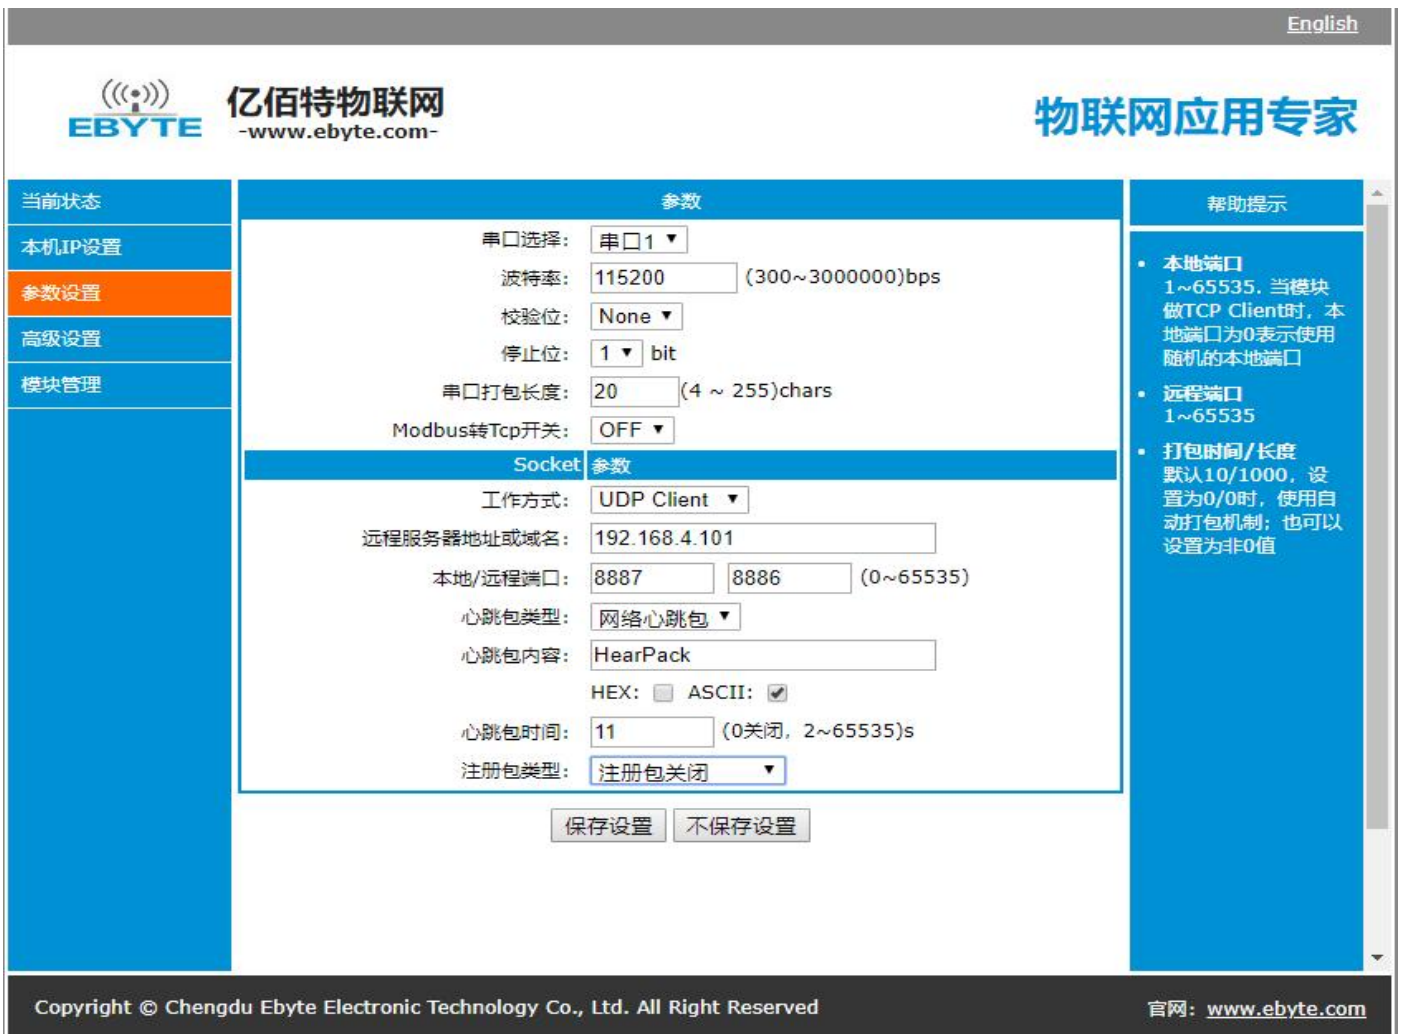 English
EBYTE
亿佰特物联网
-www.ebyte.com-
物联网应用专家
当前状态
本机IP设置
参数设置
高级设置
模块管理
参数
串口选择： 串口1
波特率： 115200 (300~3000000)bps
校验位： None
停止位： 1 bit
串口打包长度： 20 (4 ~ 255)chars
Modbus转Tcp开关： OFF
Socket 参数
工作方式： UDP Client
远程服务器地址或域名： 192.168.4.101
本地/远程端口： 8887 8886 (0~65535)
心跳包类型： 网络心跳包
心跳包内容： HearPack
HEX: ASCII:
心跳包时间： 11 (0关闭，2~65535)s
注册包类型： 注册包关闭
保存设置 不保存设置
帮助提示
本地端口
1~65535. 当模块
做TCP Client时，本
地端口为0表示使用
随机的本地端口
远程端口
1~65535
打包时间/长度
默认10/1000，设
置为0/0时，使用自
动打包机制；也可以
设置为非0值
Copyright © Chengdu Ebyte Electronic Technology Co., Ltd. All Right Reserved
官网：www.ebyte.com